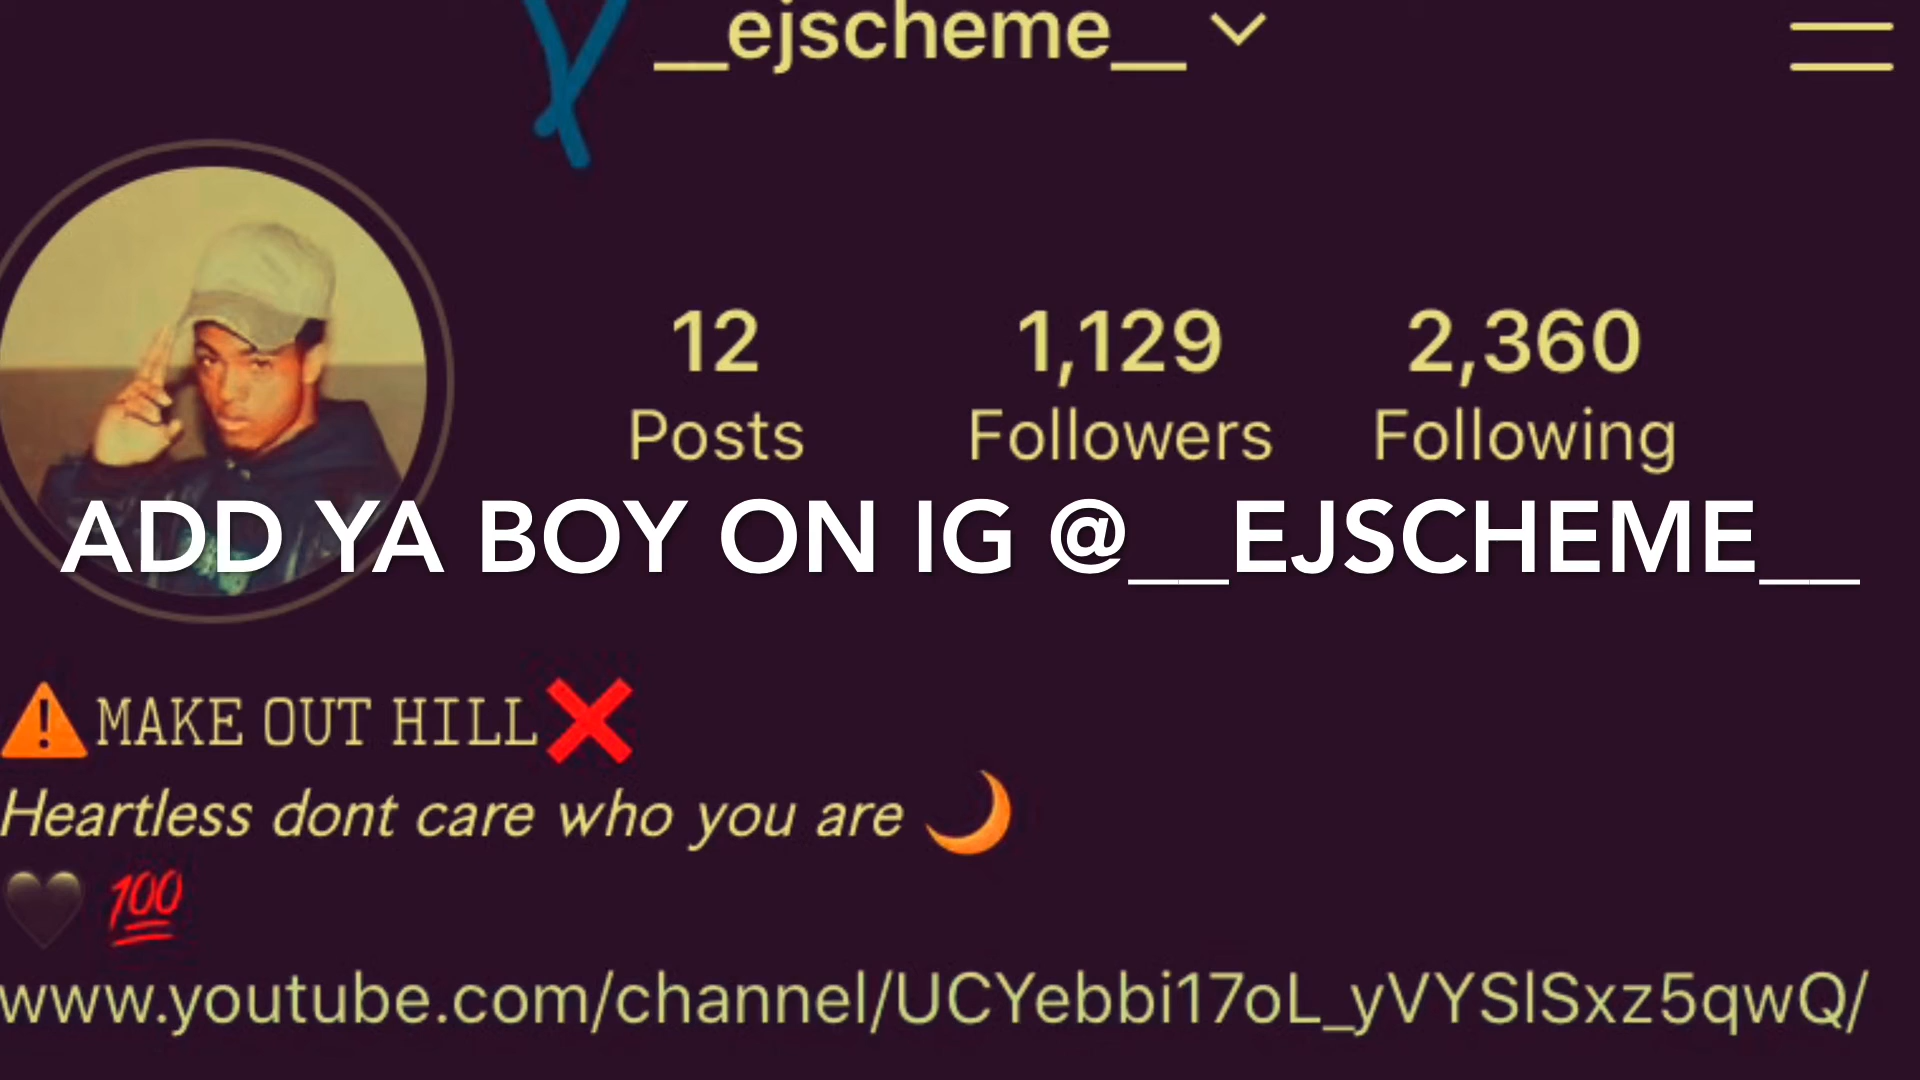 __ejscheme__
12 1,129 2,360
Posts Followers Following
ADD YA BOY ON IG @__EJSCHEME__
⚠️MAKE OUT HILL❌
Heartless dont care who you are 🌙
🖤 💯
www.youtube.com/channel/UCYebbi17oL_yVYSlSxz5qwQ/